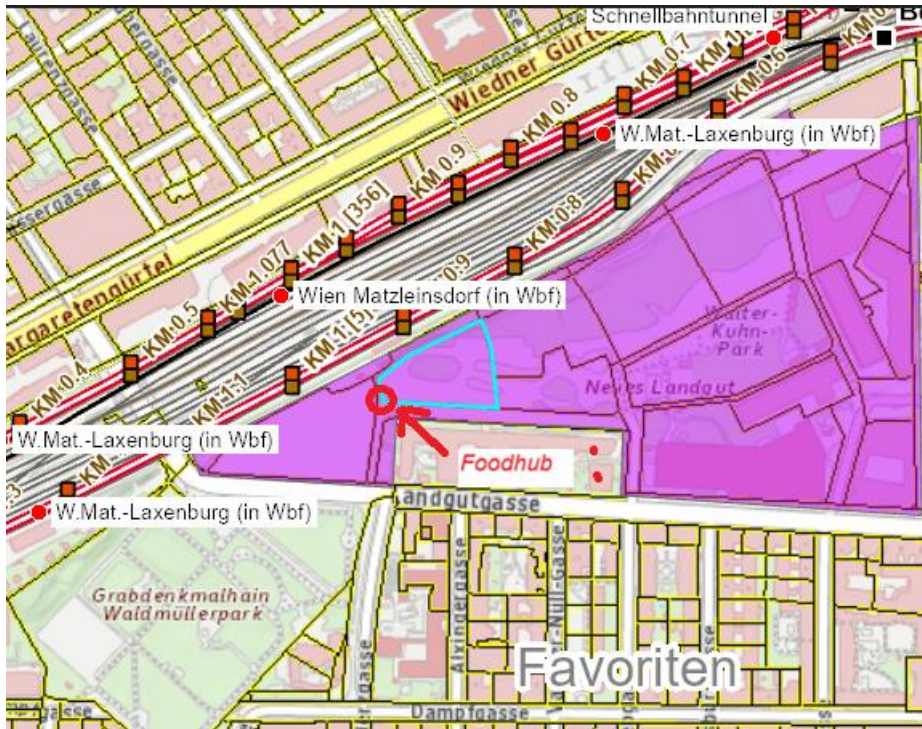 Schnellbahntunnel
Wiedner Gürtel
KM 0.7
KM 0.6
KM 0.8
W.Mat.-Laxenburg (in Wbf)
KM 0.9
KM 0.8
KM 1 [356]
KM 1.077
KM 0.9
Wien Matzleinsdorf (in Wbf)
KM 0.5
KM 1 [5]
Walter-
Kuhn-
Park
Neues Landgut
KM 0.4
KM 1.1
W.Mat.-Laxenburg (in Wbf)
Foodhub
Landgutgasse
W.Mat.-Laxenburg (in Wbf)
Grabdenkmalhain
Waldmüllerpark
Alxingergasse
Favoriten
Dampfgasse